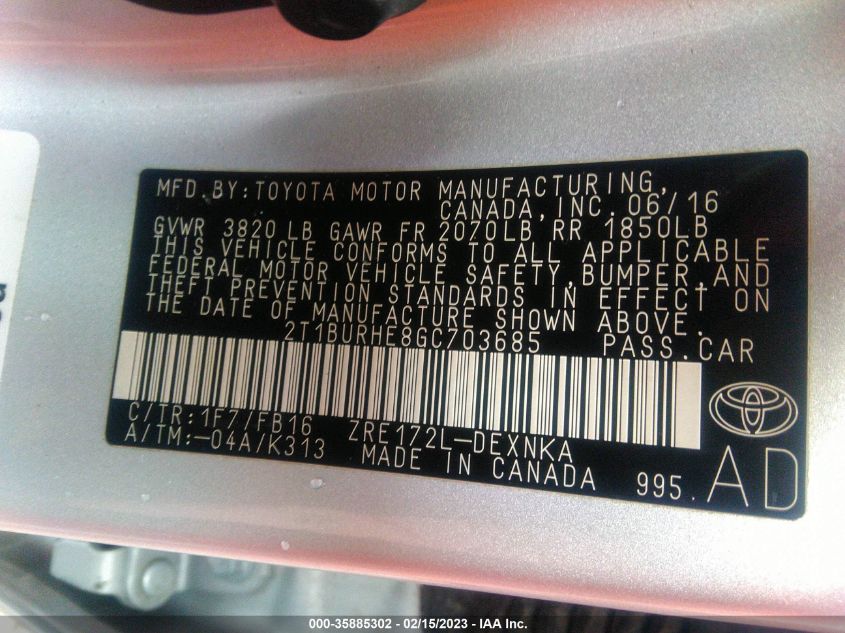 MFD.BY:TOYOTA MOTOR MANUFACTURING,
CANADA,INC.06/16
GVWR 3820 LB GAWR FR 2070LB RR 1850LB
THIS VEHICLE CONFORMS TO ALL APPLICABLE
FEDERAL MOTOR VEHICLE SAFETY,BUMPER,AND
THEFT PREVENTION STANDARDS IN EFFECT ON
THE DATE OF MANUFACTURE SHOWN ABOVE.
2T1BURHE8GC703685 PASS.CAR
C/TR:1F7/FB16 ZRE172L-DEXNKA
A/TM:-04A/K313 MADE IN CANADA 995. AD
000-35885302 - 02/15/2023 - IAA Inc.